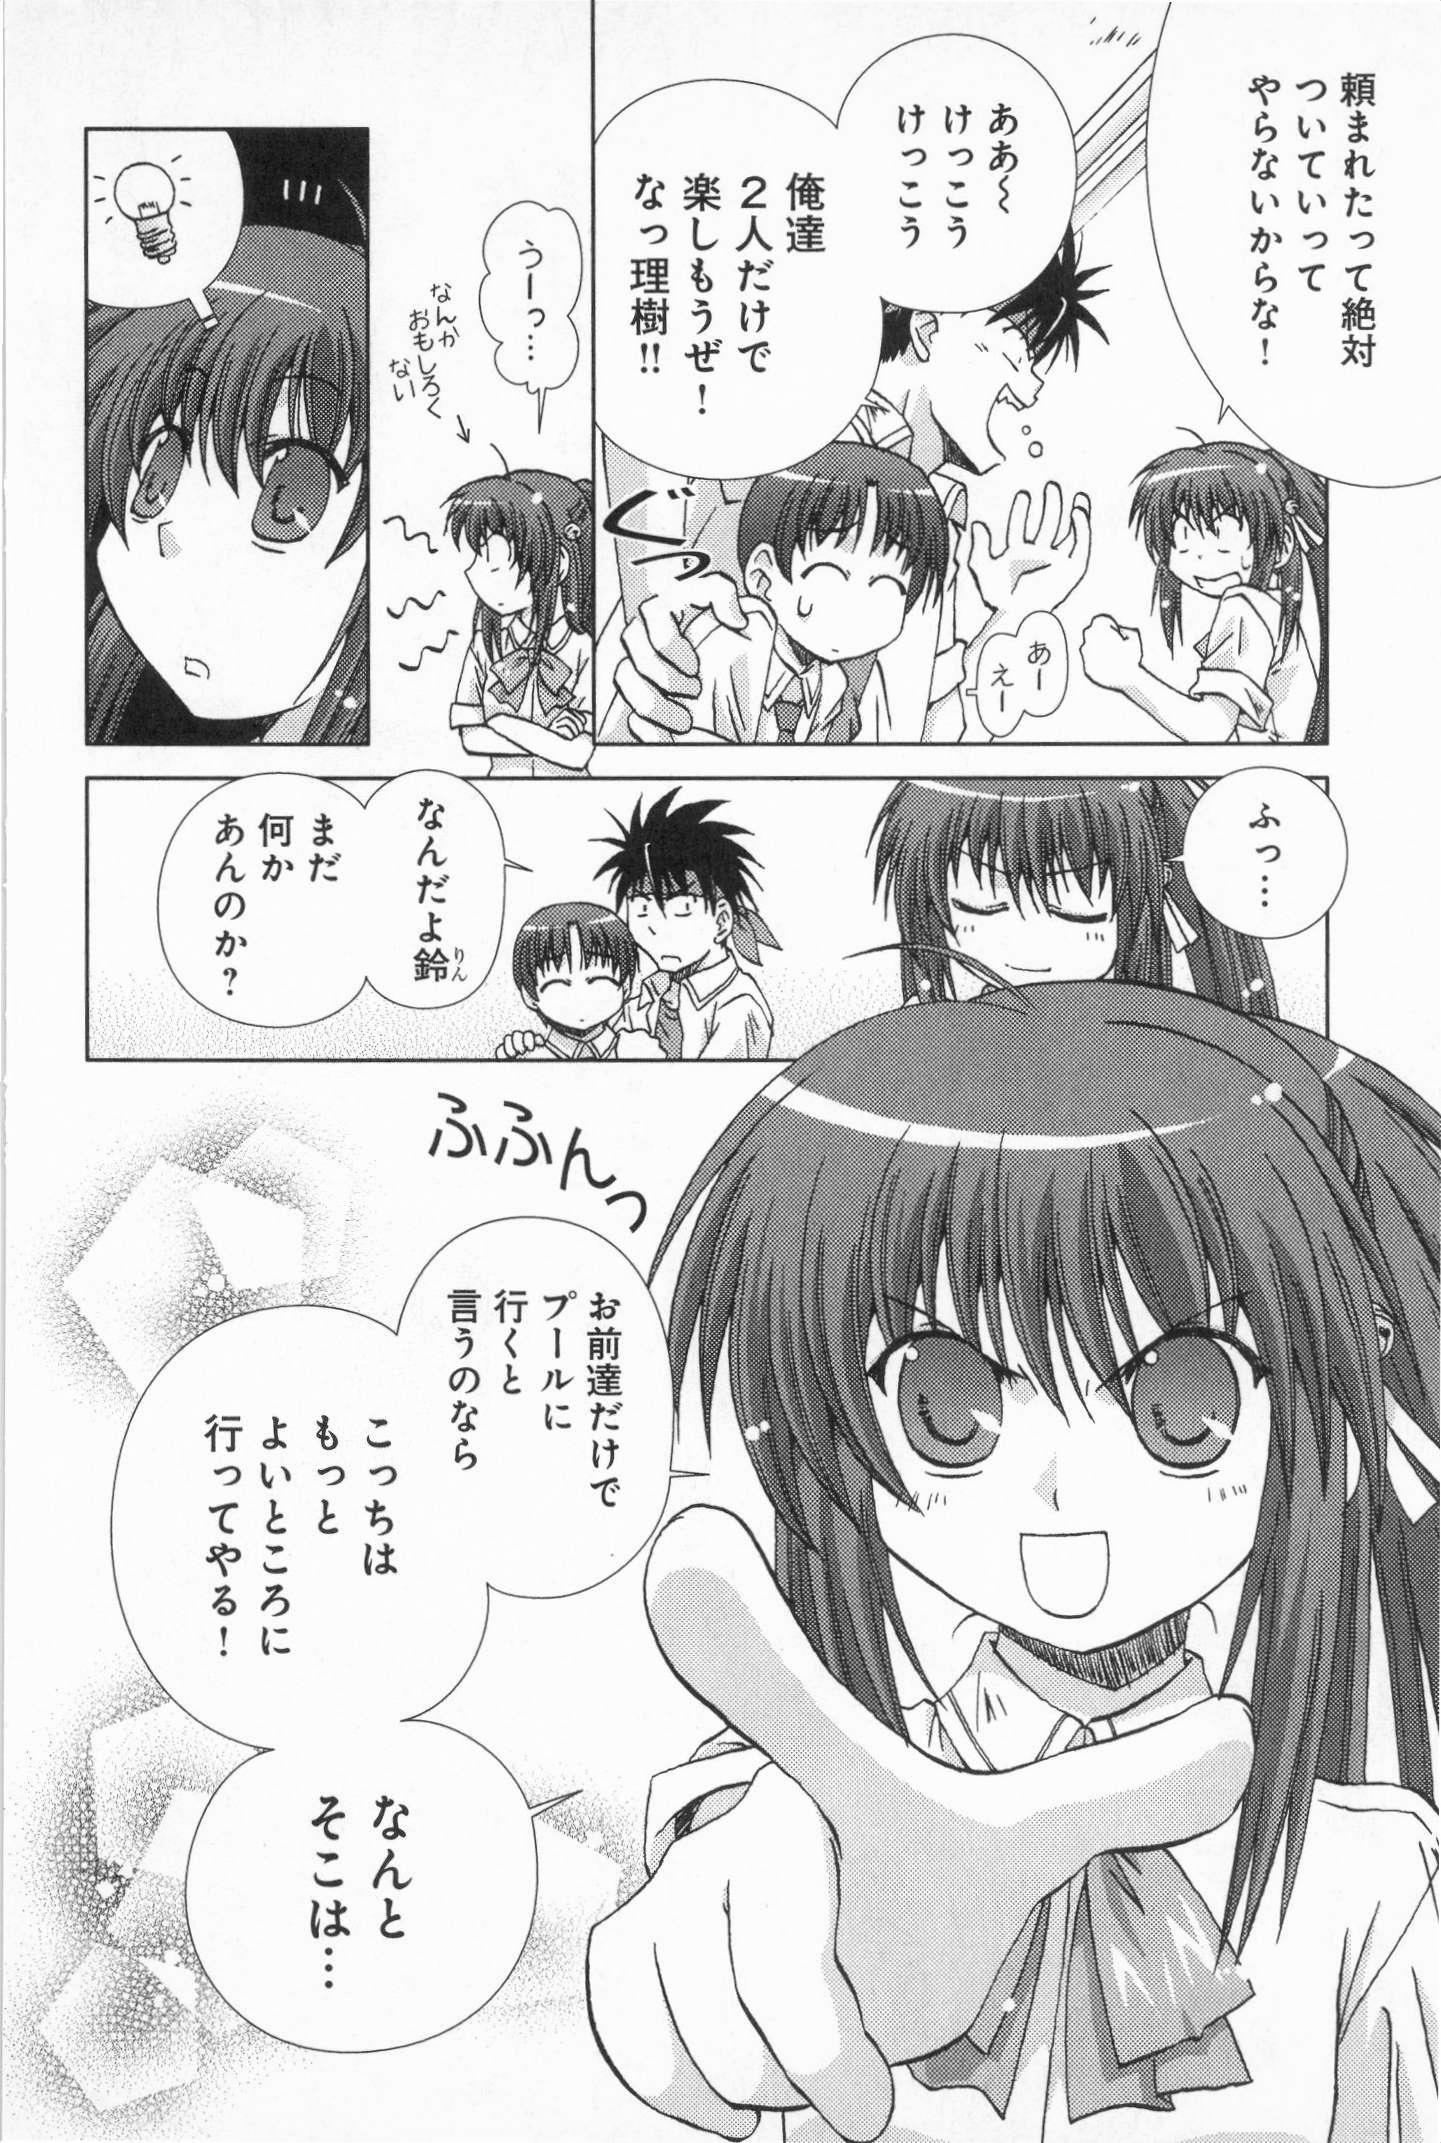 頼まれたって絶対
ついていって
やらないからな！
ああ〜
けっこう
けっこう
俺達
２人だけで
楽しもうぜ！
なっ理樹!!
ぐっ
あー
えー
うーっ…
なんか
おもしろく
ない
ふっ…
なんだよ鈴
りん
まだ
何か
あんのか？
ふふんっ
お前達だけで
プールに
行くと
言うのなら
こっちは
もっと
よいところに
行ってやる！
なんと
そこは…